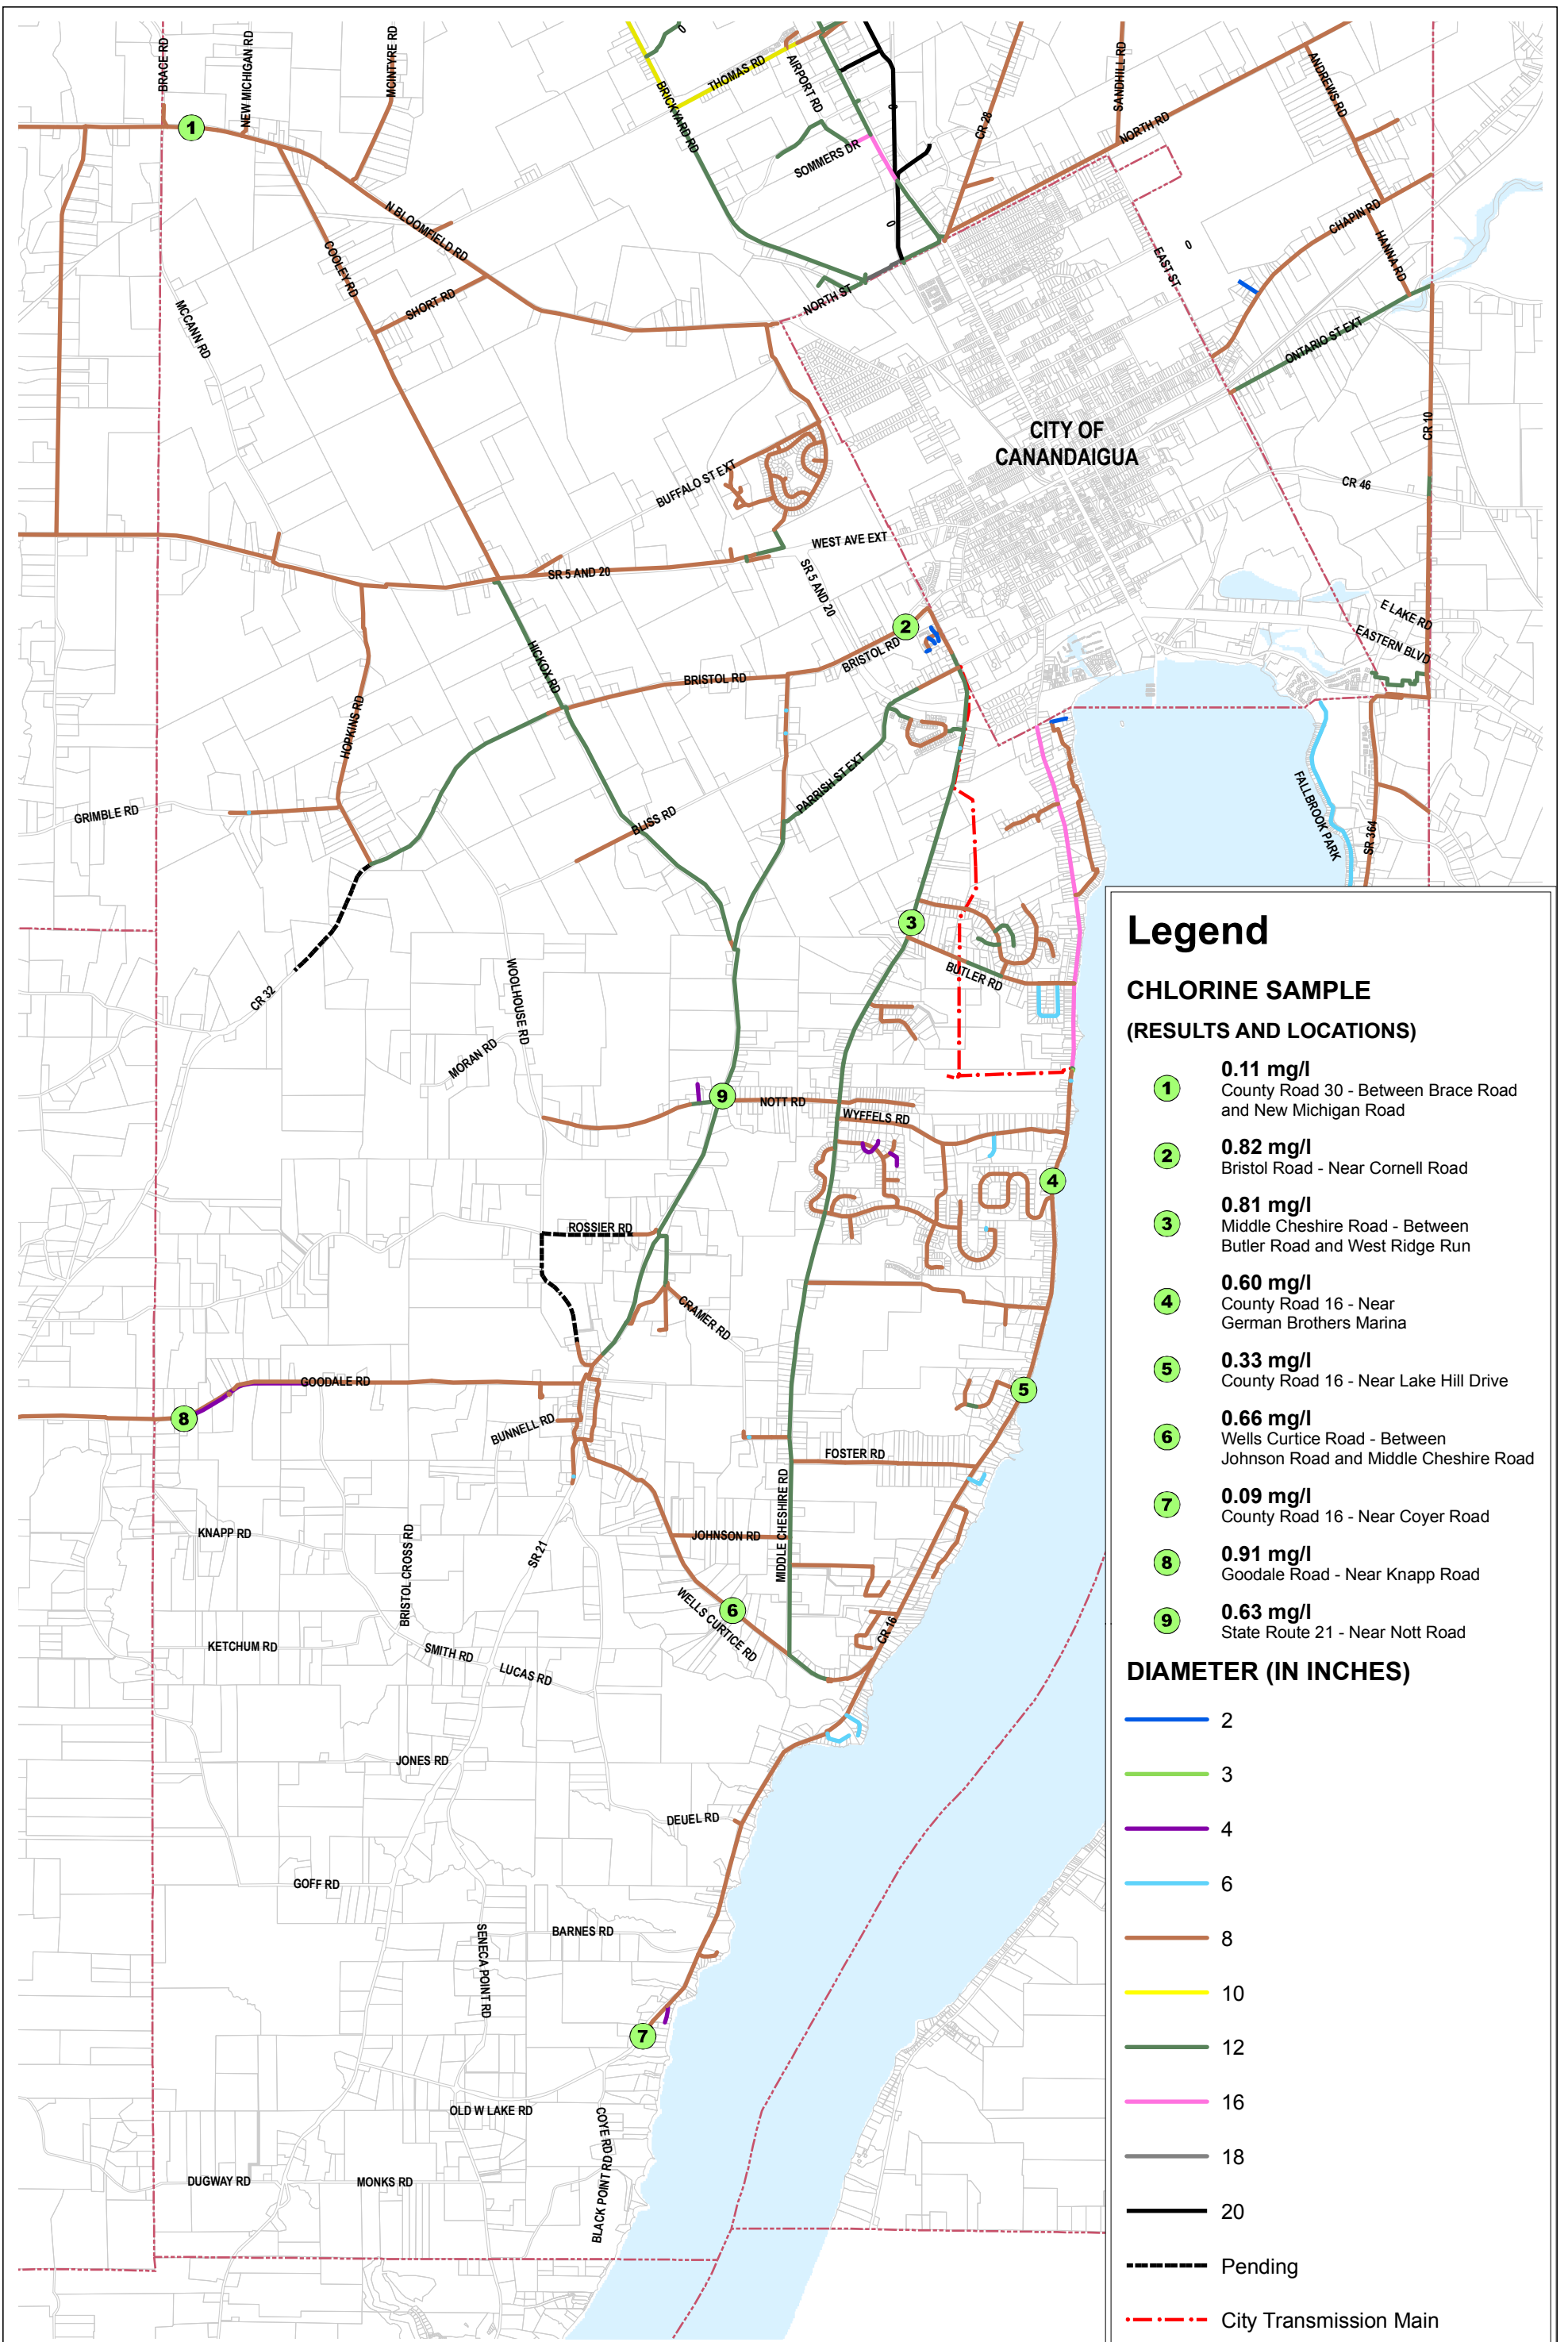 BRACE RD
NEW MICHIGAN RD
MCINTYRE RD
BRICKYARD RD
THOMAS RD
AIRPORT RD
0
0
SOMMERS DR
CR 28
SANDHILL RD
NORTH RD
ANDREWS RD
1
N BLOOMFIELD RD
COOLEY RD
SHORT RD
MCCANN RD
0
NORTH ST
EAST ST
0
CHAPIN RD
HANNA RD
ONTARIO ST EXT
CITY OF
CANANDAIGUA
CR 10
BUFFALO ST EXT
CR 46
WEST AVE EXT
SR 5 AND 20
SR 5 AND 20
E LAKE RD
EASTERN BLVD
2
BRISTOL RD
HICKOX RD
BRISTOL RD
HOPKINS RD
PARRISH ST EXT
FALLBROOK PARK
SR 364
GRIMBLE RD
BLISS RD
3
BUTLER RD
CR 32
WOOLHOUSE RD
MORAN RD
9
NOTT RD
WYFFELS RD
4
ROSSIER RD
CRAMER RD
GOODALE RD
5
8
BUNNELL RD
FOSTER RD
MIDDLE CHESHIRE RD
KNAPP RD
BRISTOL CROSS RD
SR 21
JOHNSON RD
6
WELLS CURTICE RD
CR 16
KETCHUM RD
SMITH RD
LUCAS RD
JONES RD
DEUEL RD
GOFF RD
SENECA POINT RD
BARNES RD
7
OLD W LAKE RD
COYE RD
BLACK POINT RD
DUGWAY RD
MONKS RD
Legend
CHLORINE SAMPLE
(RESULTS AND LOCATIONS)
1
0.11 mg/l
County Road 30 - Between Brace Road
and New Michigan Road
2
0.82 mg/l
Bristol Road - Near Cornell Road
3
0.81 mg/l
Middle Cheshire Road - Between
Butler Road and West Ridge Run
4
0.60 mg/l
County Road 16 - Near
German Brothers Marina
5
0.33 mg/l
County Road 16 - Near Lake Hill Drive
6
0.66 mg/l
Wells Curtice Road - Between
Johnson Road and Middle Cheshire Road
7
0.09 mg/l
County Road 16 - Near Coyer Road
8
0.91 mg/l
Goodale Road - Near Knapp Road
9
0.63 mg/l
State Route 21 - Near Nott Road
DIAMETER (IN INCHES)
2
3
4
6
8
10
12
16
18
20
Pending
City Transmission Main